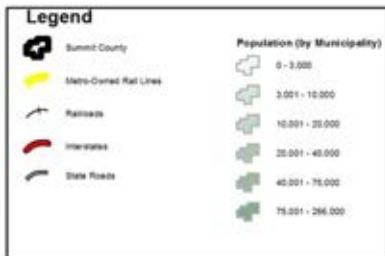 Legend
Summit County
Metro-Owned Rail Lines
Railroads
Interstates
State Roads
Population (by Municipality)
0 - 3,000
3,001 - 10,000
10,001 - 20,000
20,001 - 40,000
40,001 - 75,000
75,001 - 266,000